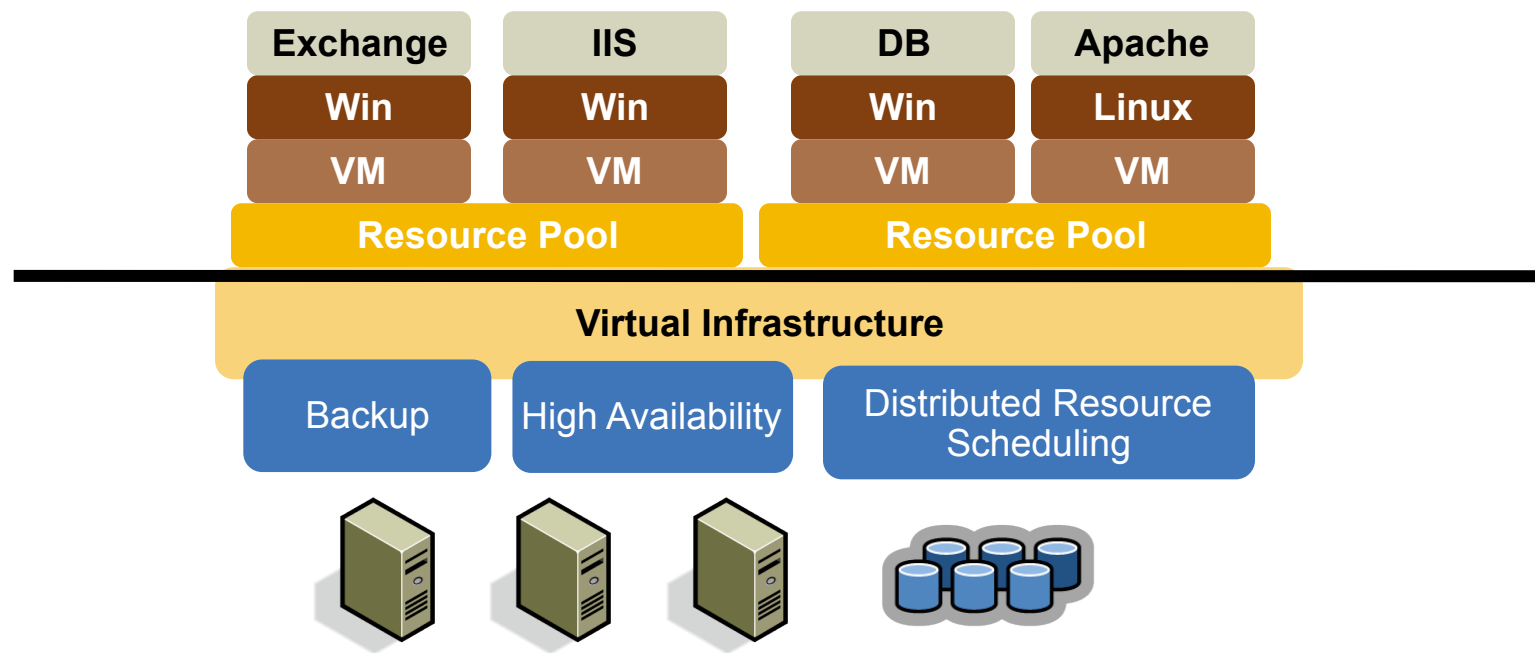 Exchange IIS DB Apache
Win Win Win Linux
VM VM VM VM
Resource Pool Resource Pool
Virtual Infrastructure
Backup High Availability Distributed Resource
Scheduling